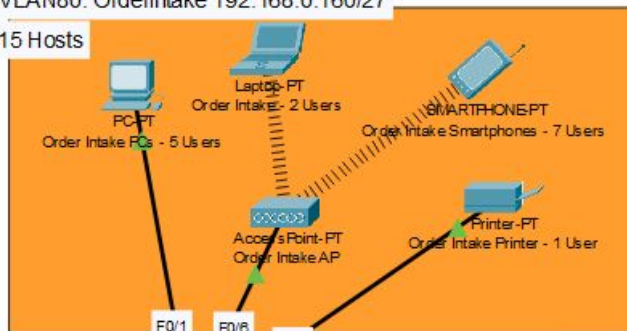 VLAN80: OrderIntake 192.168.0.160/27
15 Hosts
Laptop-PT
Order Intake - 2 Users
PC-PT
Order Intake PCs - 5 Users
SMARTPHONE-PT
Order Intake Smartphones - 7 Users
AccessPoint-PT
Order Intake AP
Printer-PT
Order Intake Printer - 1 User
F0/1
F0/6